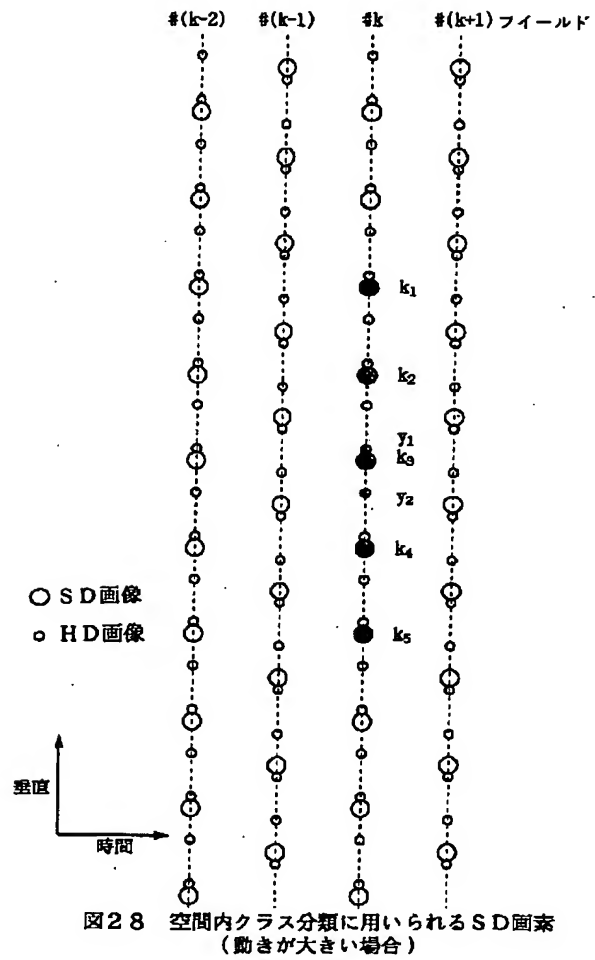 #(k-2) #(k-1) #k #(k+1) フイールド
k1
k2
y1
k3
y2
k4
○ SD画像
○ HD画像
k5
垂直
時間
図28 空間内クラス分類に用いられるSD画素
(動きが大きい場合)